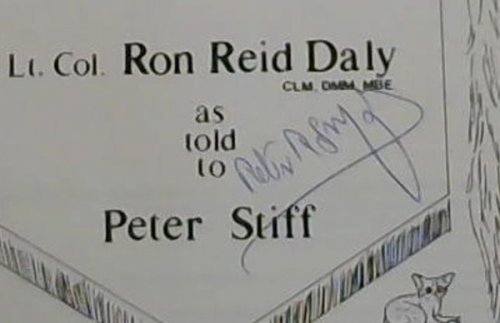 Lt. Col. Ron Reid Daly
CLM. DMM. MBE
as
told
to
Peter Stiff